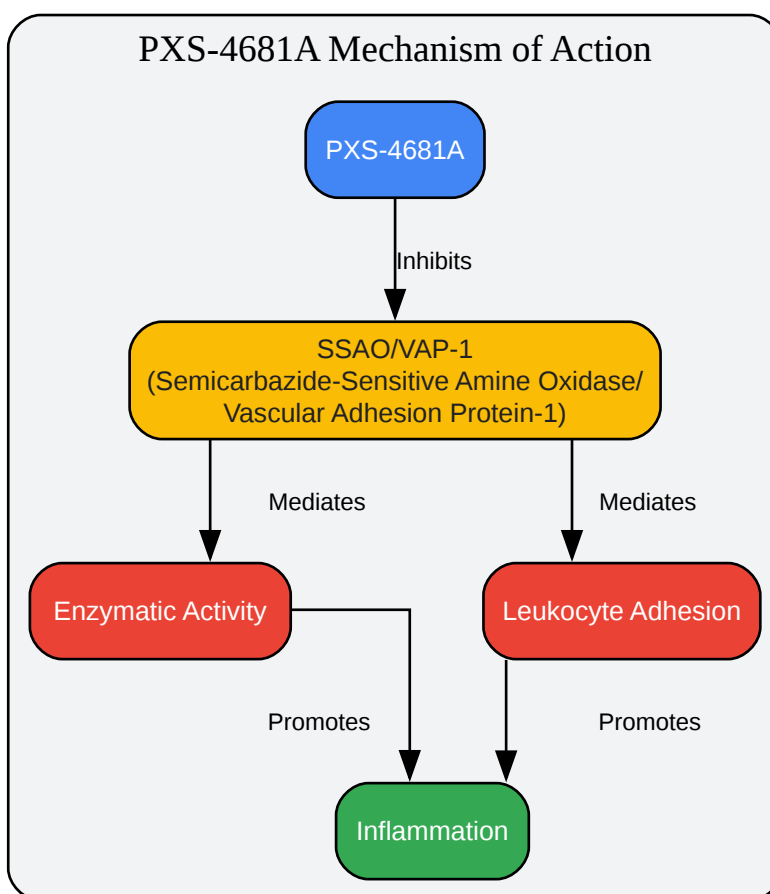 PXS-4681A Mechanism of Action
PXS-4681A
Inhibits
SSAO/VAP-1
(Semicarbazide-Sensitive Amine Oxidase/
Vascular Adhesion Protein-1)
Mediates
Mediates
Enzymatic Activity
Leukocyte Adhesion
Promotes
Promotes
Inflammation